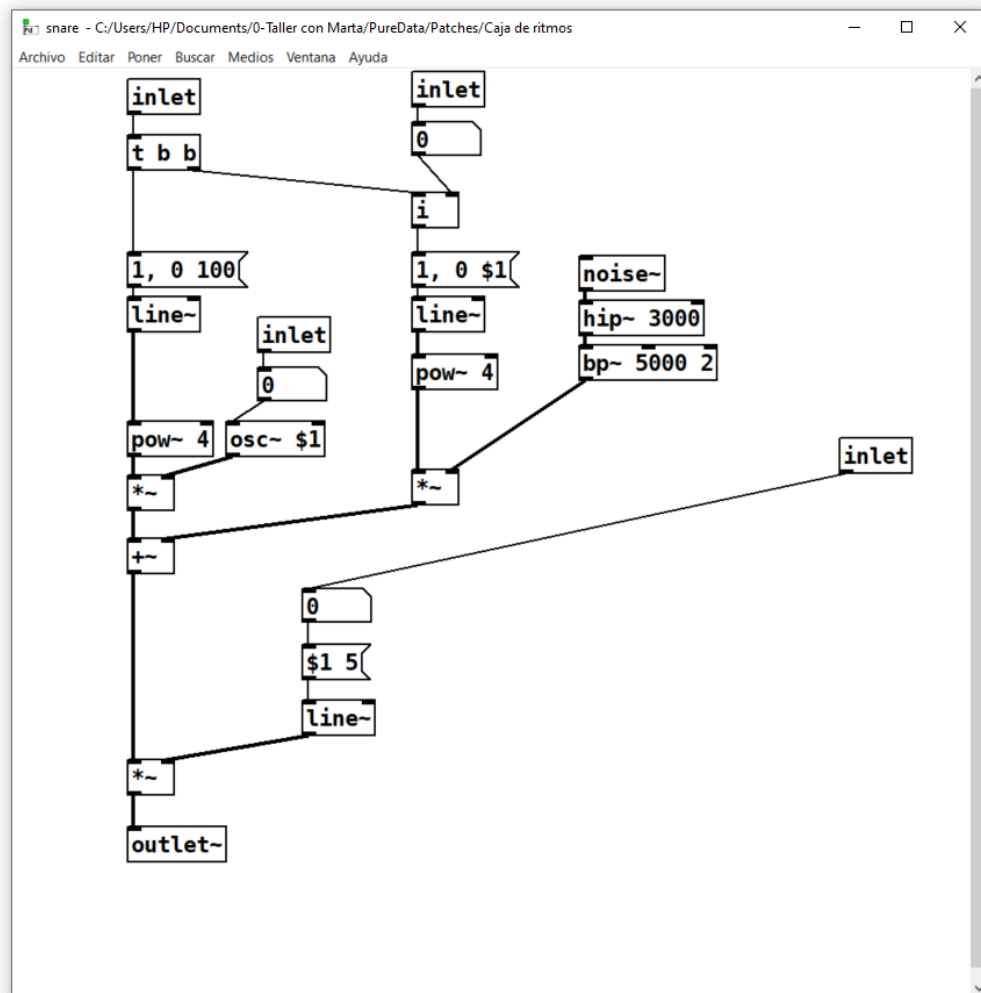 snare - C:/Users/HP/Documents/0-Taller con Marta/PureData/Patches/Caja de ritmos
Archivo Editar Poner Buscar Medios Ventana Ayuda
inlet
inlet
0
t b b
i
1, 0 100
1, 0 $1
noise~
line~
line~
hip~ 3000
inlet
bp~ 5000 2
pow~ 4
0
pow~ 4
osc~ $1
inlet
*~
*~
+~
0
$1 5
line~
*~
outlet~